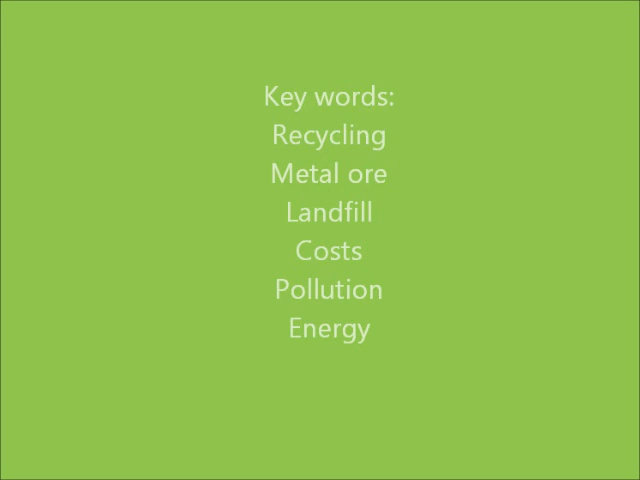 Key words:
Recycling
Metal ore
Landfill
Costs
Pollution
Energy